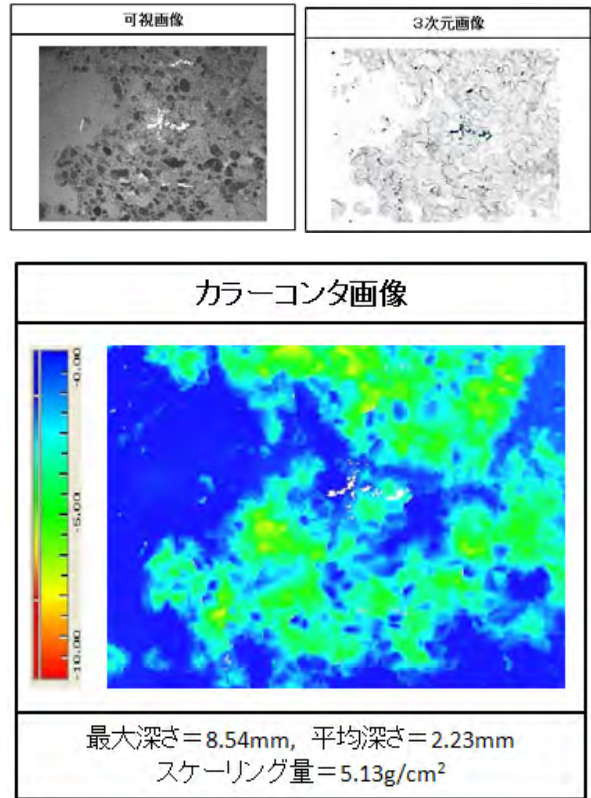 可視画像
3次元画像
カラーコンタ画像
-0.00
-5.00
-10.00
最大深さ=8.54mm, 平均深さ=2.23mm
スケーリング量=5.13g/cm²